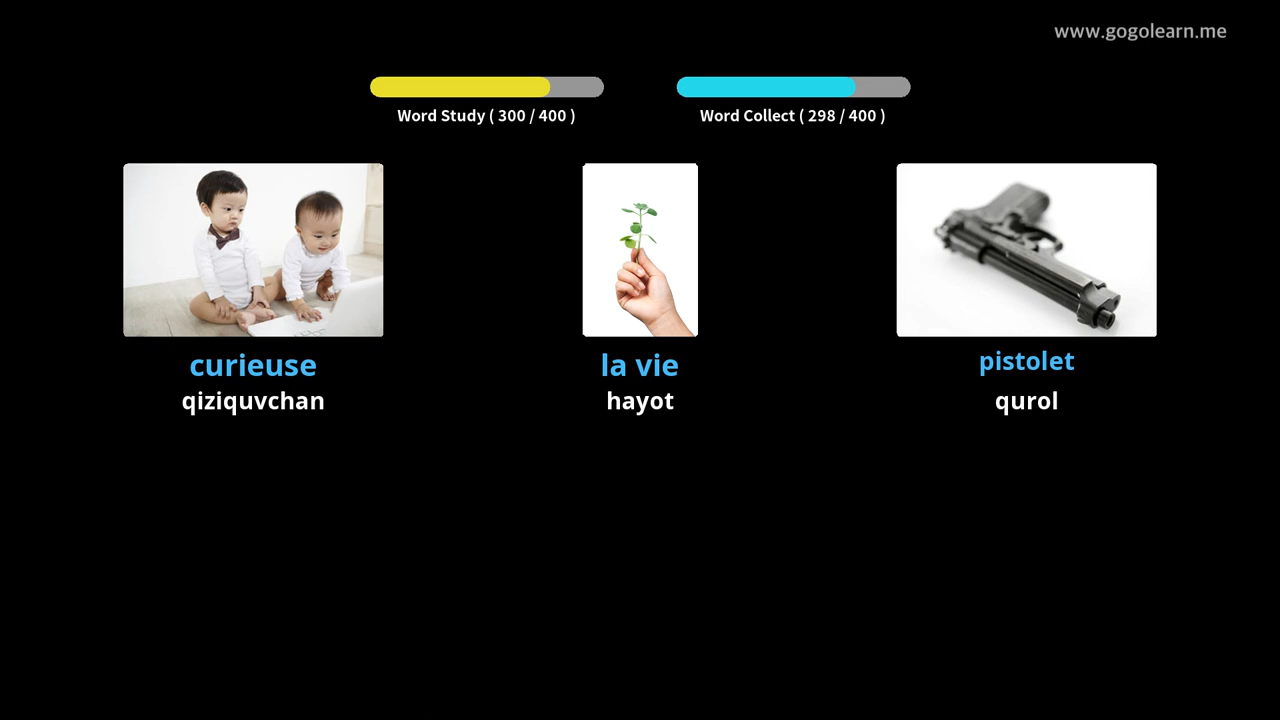 www.gogolearn.me
Word Study ( 300 / 400 )
Word Collect ( 298 / 400 )
curieuse
qiziquvchan
la vie
hayot
pistolet
qurol